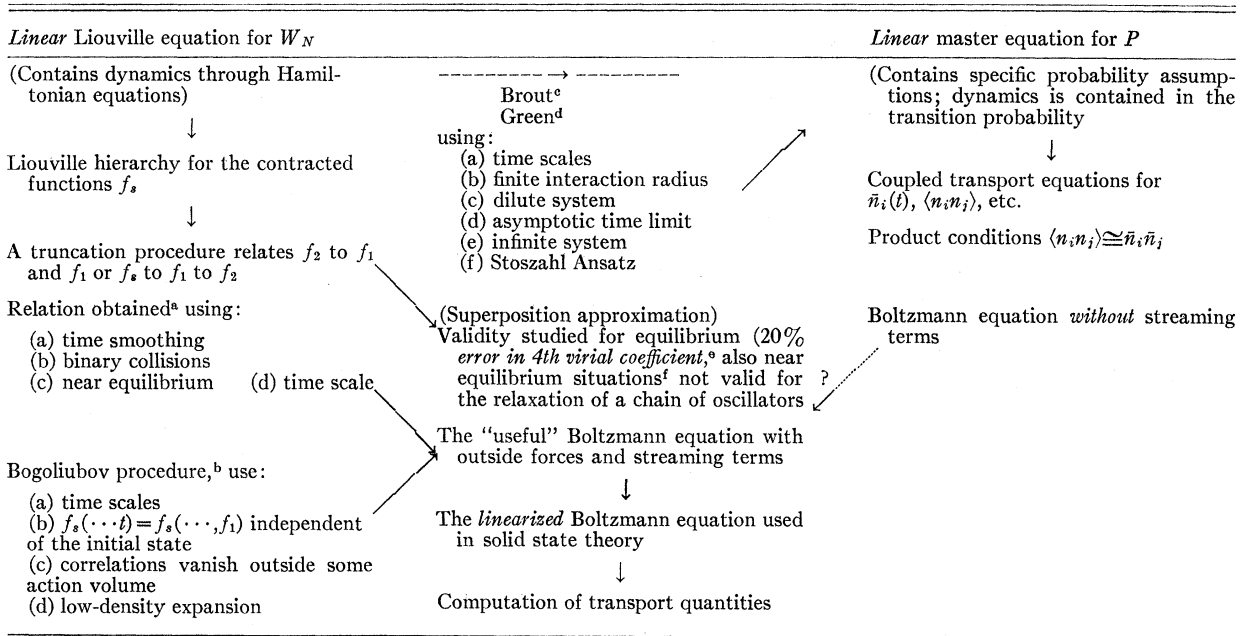 Linear Liouville equation for W_N
(Contains dynamics through Hamil-
tonian equations)
↓
Liouville hierarchy for the contracted
functions f_s
↓
A truncation procedure relates f_2 to f_1
and f_1 or f_s to f_1 to f_2
Relation obtained^a using:
(a) time smoothing
(b) binary collisions
(c) near equilibrium (d) time scale
Bogoliubov procedure,^b use:
(a) time scales
(b) f_s(···t)=f_s(···,f_1) independent
of the initial state
(c) correlations vanish outside some
action volume
(d) low-density expansion
--------→--------
Brout^c
Green^d
using:
(a) time scales
(b) finite interaction radius
(c) dilute system
(d) asymptotic time limit
(e) infinite system
(f) Stoszahl Ansatz
(Superposition approximation)
Validity studied for equilibrium (20%
error in 4th virial coefficient,^e also near
equilibrium situations^f not valid for
the relaxation of a chain of oscillators
?
The “useful” Boltzmann equation with
outside forces and streaming terms
↓
The linearized Boltzmann equation used
in solid state theory
↓
Computation of transport quantities
Linear master equation for P
(Contains specific probability assump-
tions; dynamics is contained in the
transition probability
↓
Coupled transport equations for
n̄_i(t), ⟨n_in_j⟩, etc.
Product conditions ⟨n_in_j⟩≅n̄_in̄_j
Boltzmann equation without streaming
terms